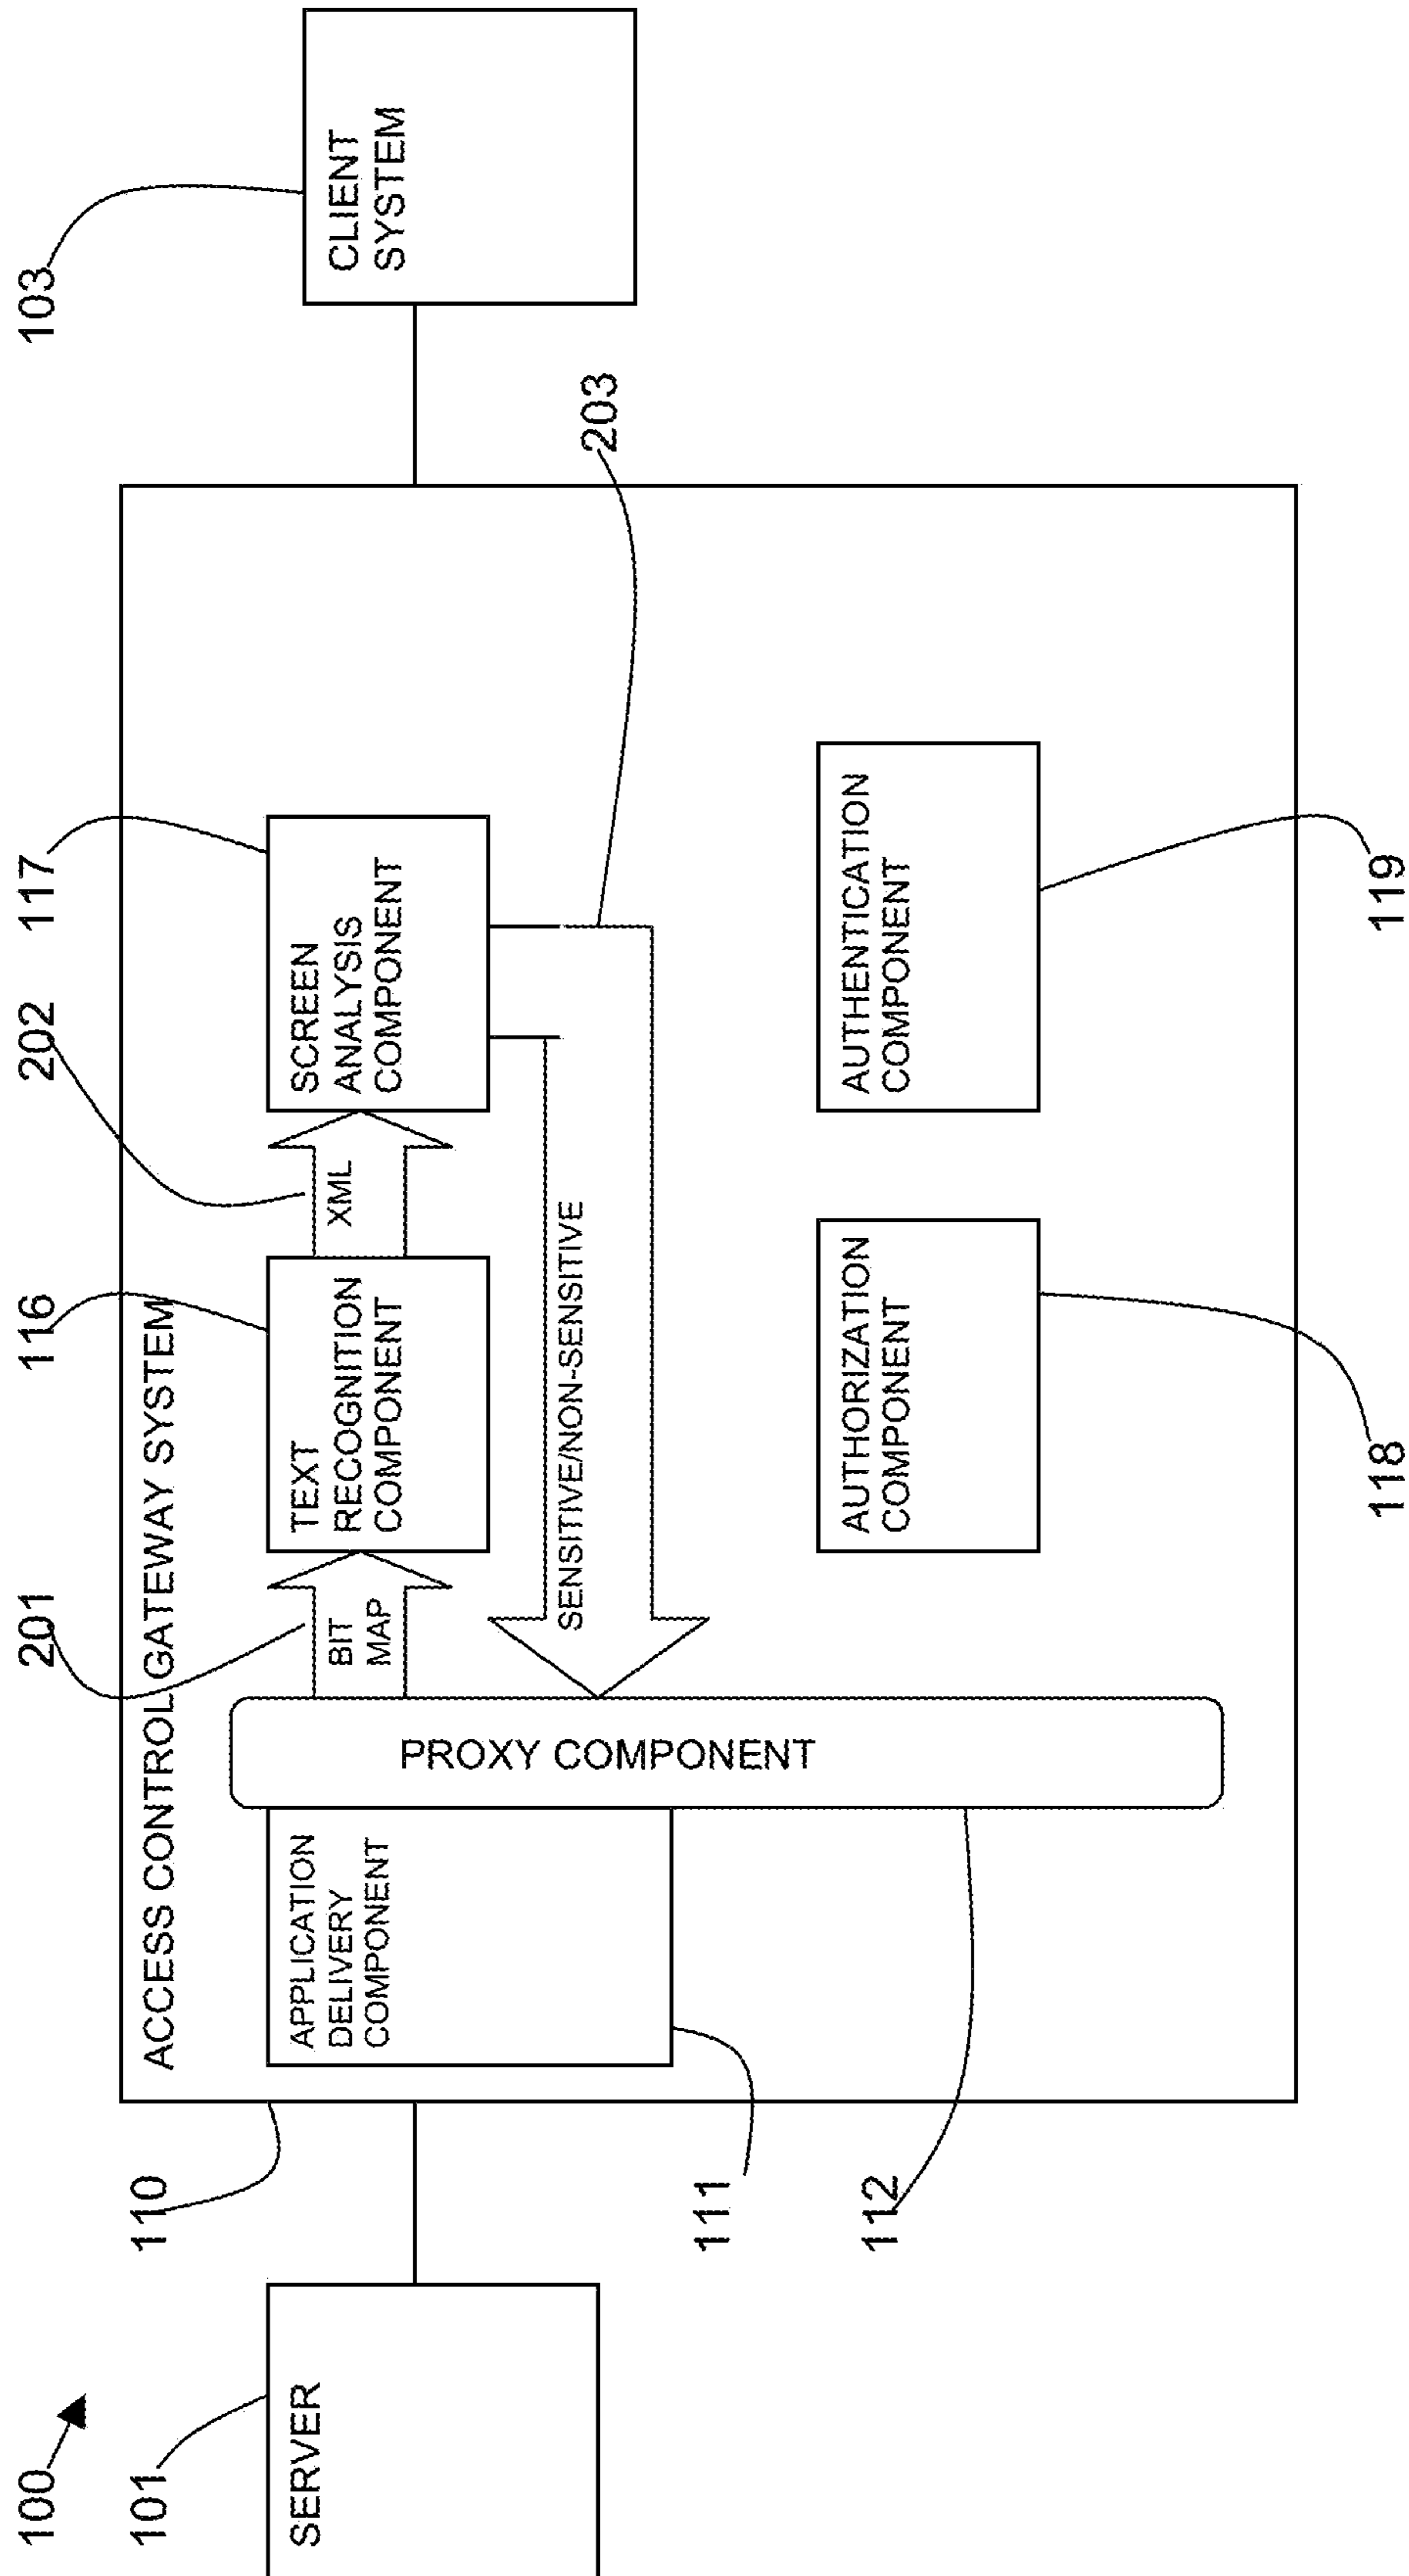 100
101
SERVER
110
ACCESS CONTROL GATEWAY SYSTEM
111
APPLICATION
DELIVERY
COMPONENT
112
PROXY COMPONENT
201
BIT
MAP
116
TEXT
RECOGNITION
COMPONENT
202
XML
117
SCREEN
ANALYSIS
COMPONENT
SENSITIVE/NON-SENSITIVE
203
AUTHORIZATION
COMPONENT
118
AUTHENTICATION
COMPONENT
119
103
CLIENT
SYSTEM